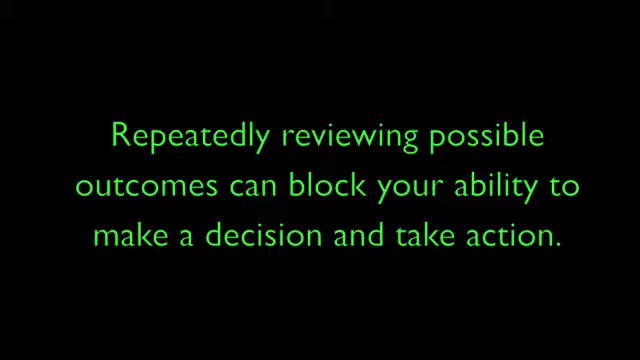 Repeatedly reviewing possible
outcomes can block your ability to
make a decision and take action.